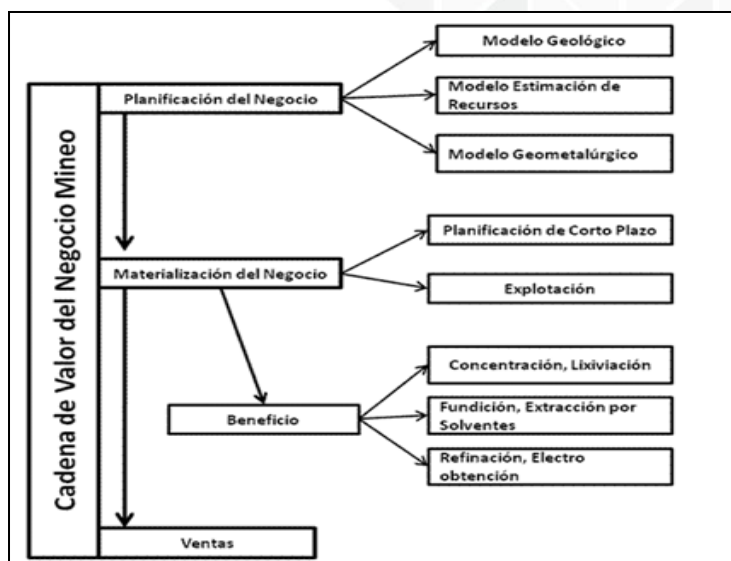 Cadena de Valor del Negocio Mineo
Planificación del Negocio
Modelo Geológico
Modelo Estimación de
Recursos
Modelo Geometalúrgico
Materialización del Negocio
Planificación de Corto Plazo
Explotación
Beneficio
Concentración, Lixiviación
Fundición, Extracción por
Solventes
Refinación, Electro
obtención
Ventas